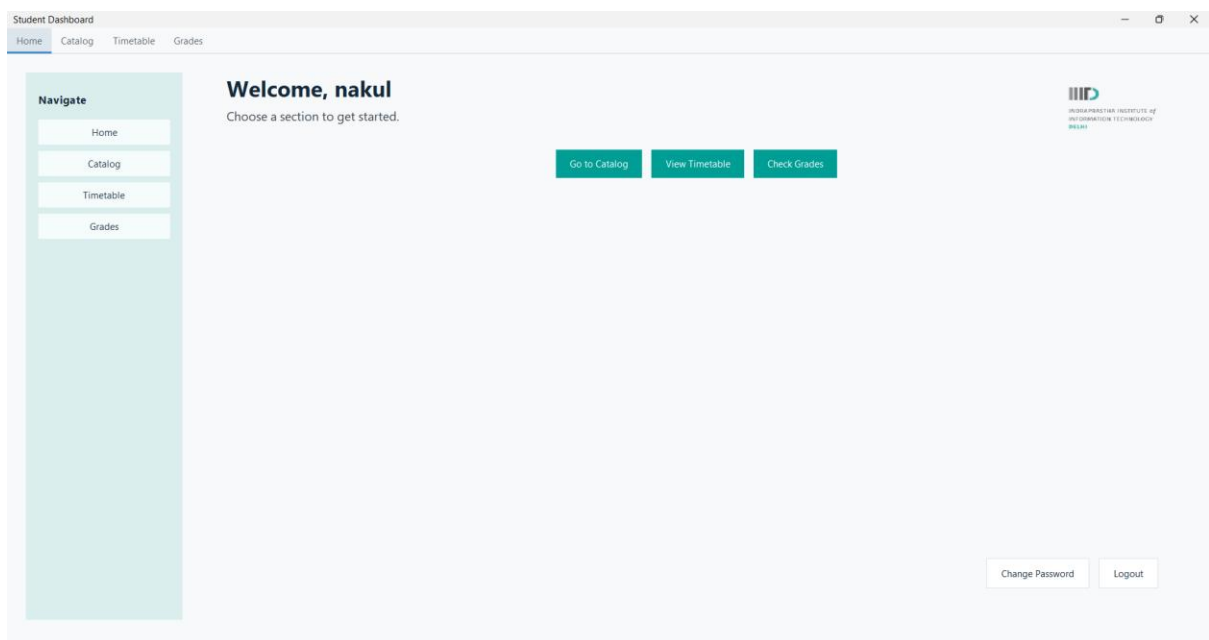 Student Dashboard
Home Catalog Timetable Grades
Navigate
Home
Catalog
Timetable
Grades
Welcome, nakul
Choose a section to get started.
Go to Catalog View Timetable Check Grades
IIID
INDRAPRASTHA INSTITUTE of
INFORMATION TECHNOLOGY
DELHI
Change Password Logout